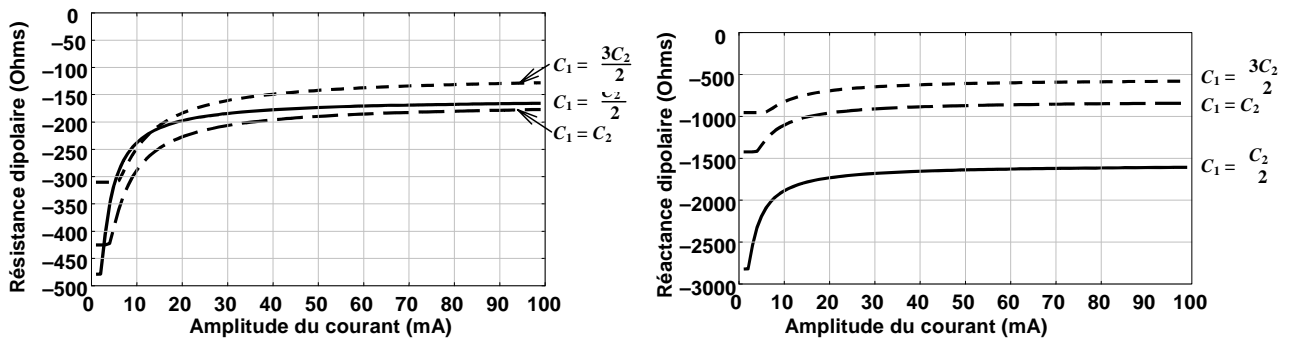 Résistance dipolaire (Ohms)
0
−50
−100
−150
−200
−250
−300
−350
−400
−450
−500
0 10 20 30 40 50 60 70 80 90 100
Amplitude du courant (mA)
C₁ = 3C₂/2
C₁ = C₂/2
C₁ = C₂
Réactance dipolaire (Ohms)
0
−500
−1000
−1500
−2000
−2500
−3000
0 10 20 30 40 50 60 70 80 90 100
Amplitude du courant (mA)
C₁ = 3C₂/2
C₁ = C₂
C₁ = C₂/2